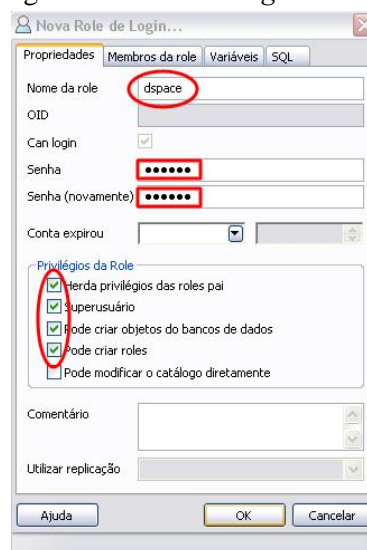 Nova Role de Login...
Propriedades Membros da role Variáveis SQL
Nome da role dspace
OID
Can login
Senha ••••••
Senha (novamente) ••••••
Conta expirou
Privilégios da Role
Herda privilégios das roles pai
Superusuário
Pode criar objetos do bancos de dados
Pode criar roles
Pode modificar o catálogo diretamente
Comentário
Utilizar replicação
Ajuda OK Cancelar